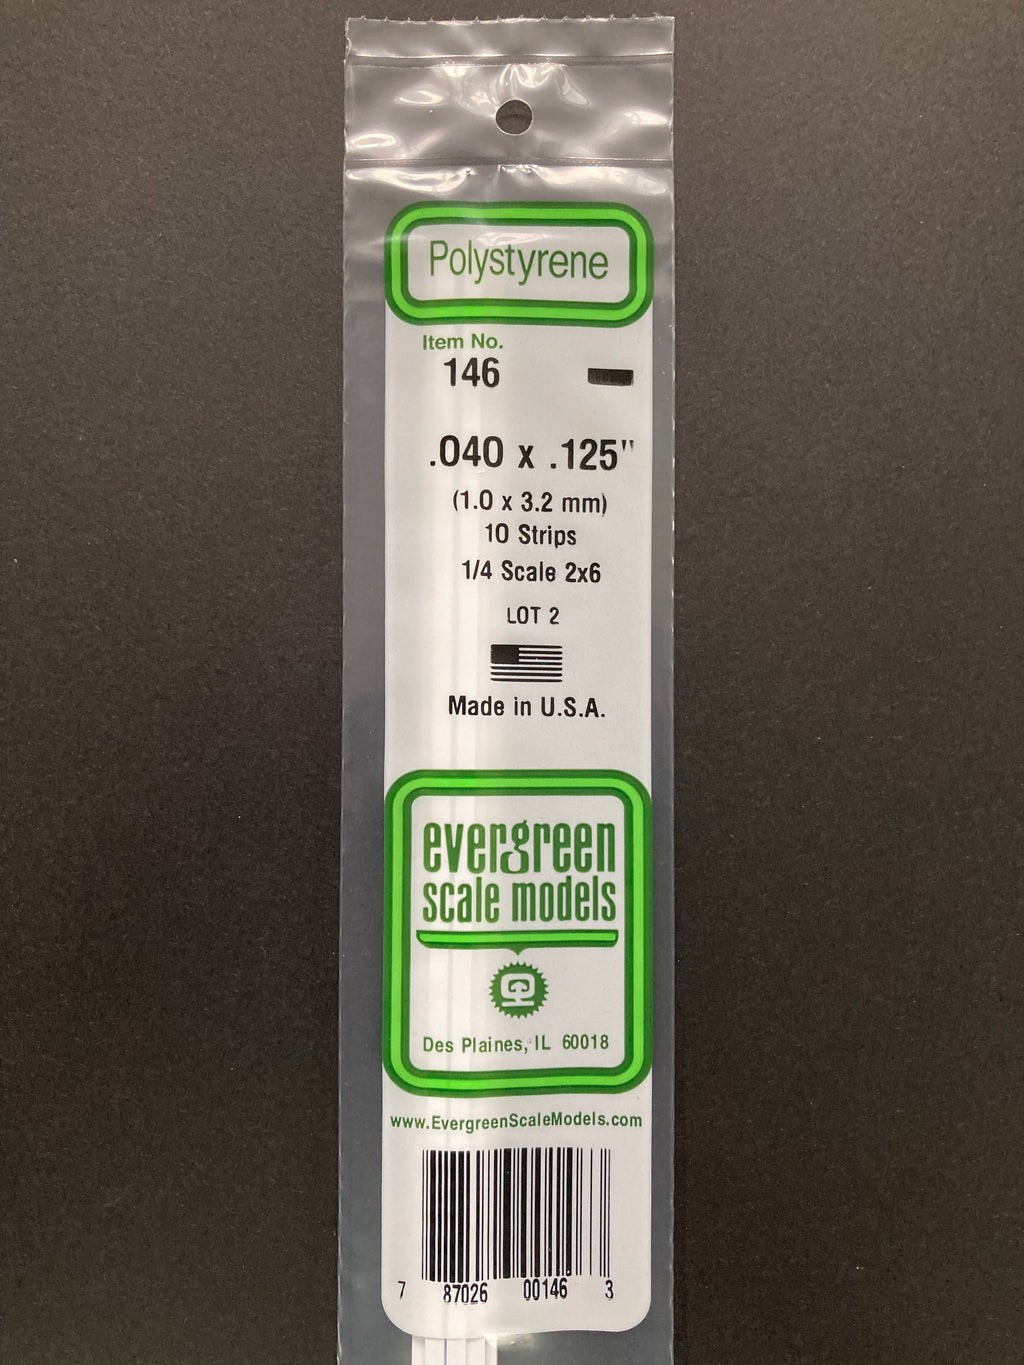 Polystyrene
Item No.
146
.040 x .125"
(1.0 x 3.2 mm)
10 Strips
1/4 Scale 2x6
LOT 2
Made in U.S.A.
evergreen
scale models
Des Plaines, IL 60018
www.EvergreenScaleModels.com
7 87026 00146 3